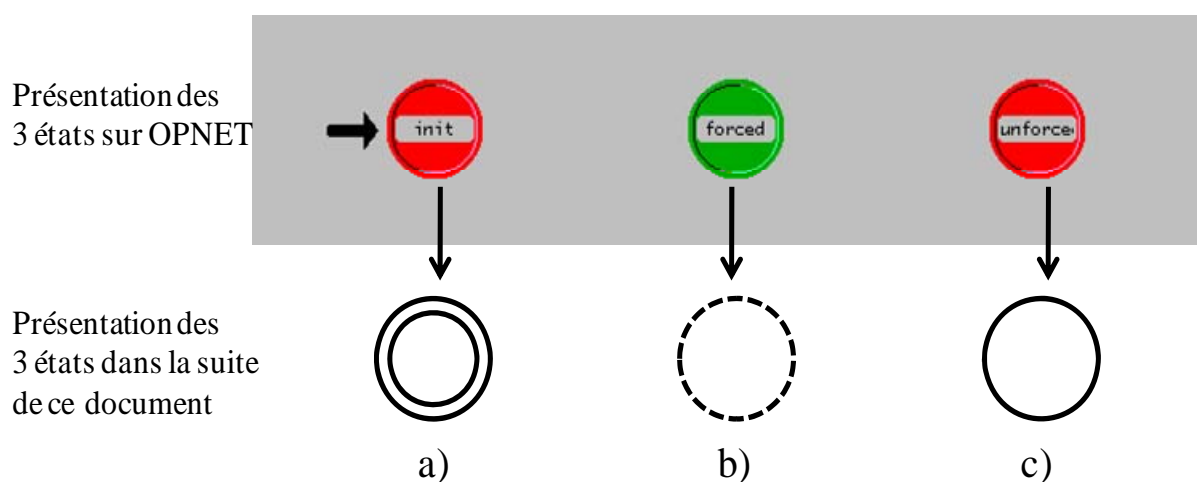 Présentation des
3 états sur OPNET
init
forced
unforce
Présentation des
3 états dans la suite
de ce document
a)
b)
c)